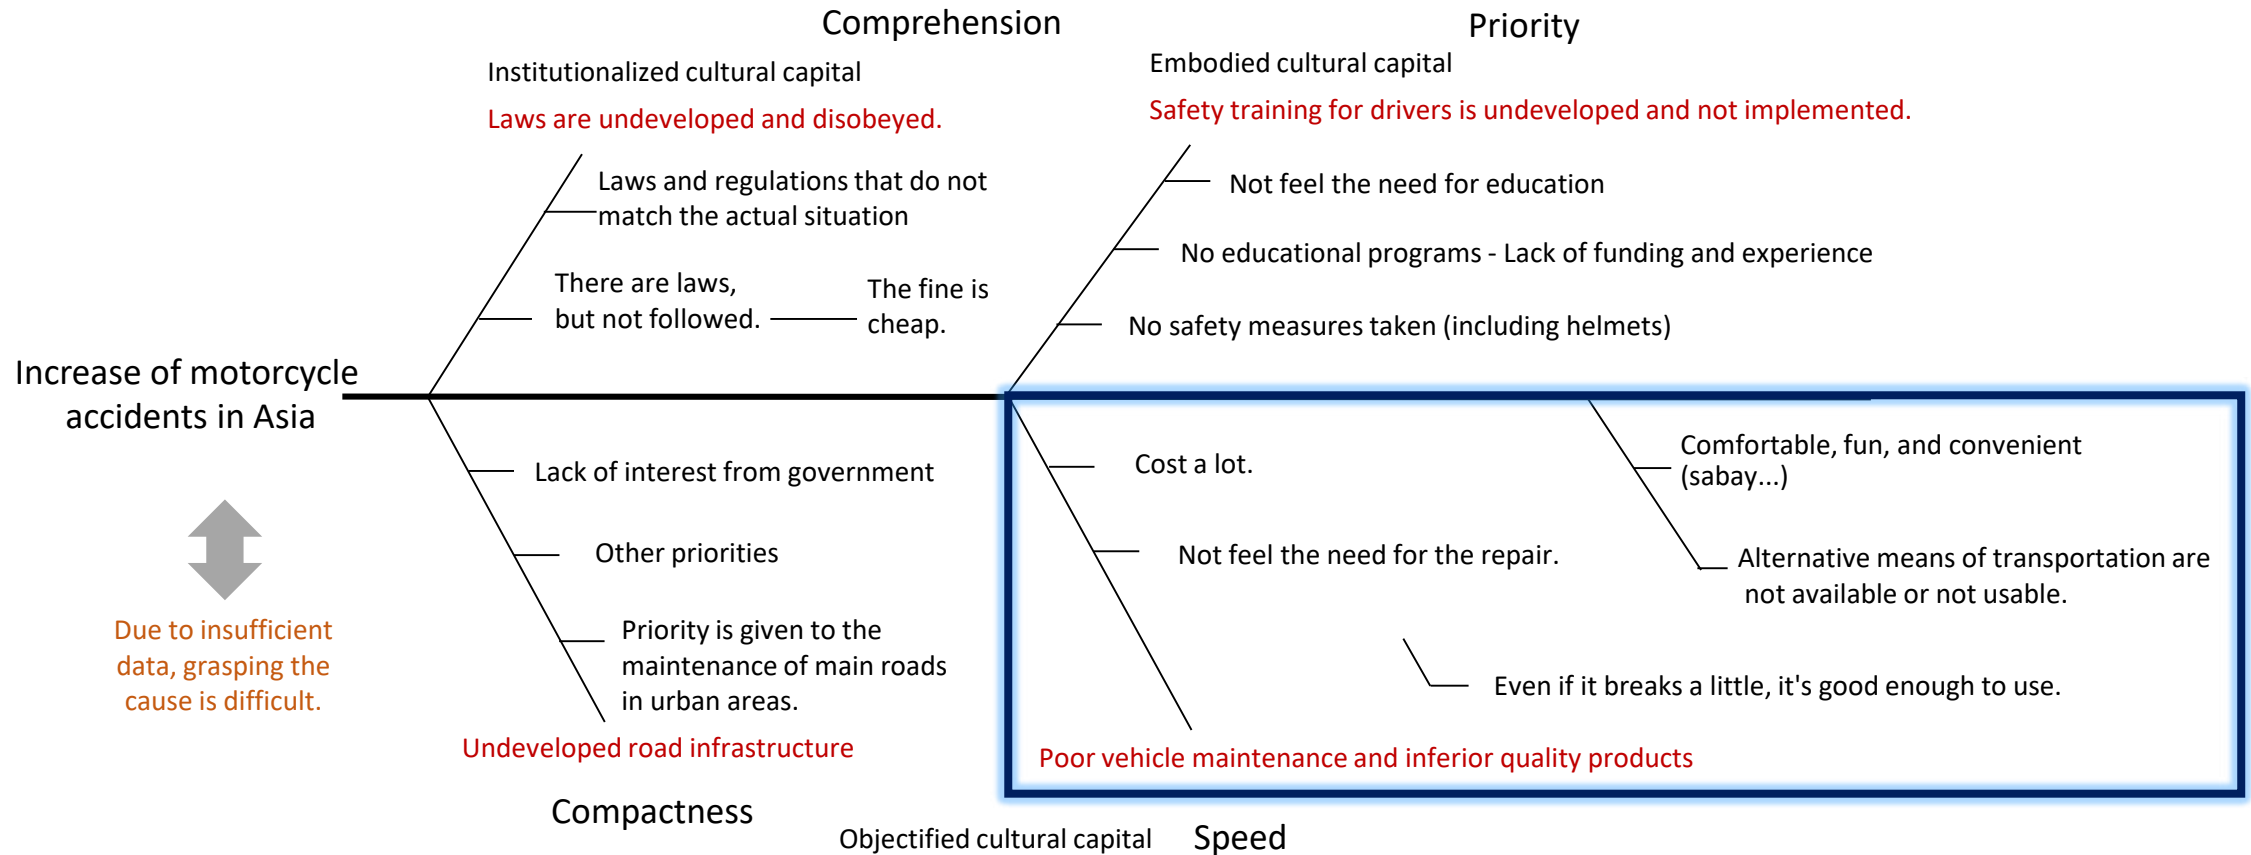 Comprehension
Priority
Institutionalized cultural capital
Laws are undeveloped and disobeyed.
Embodied cultural capital
Safety training for drivers is undeveloped and not implemented.
Laws and regulations that do not
match the actual situation
There are laws,
but not followed.
The fine is
cheap.
Not feel the need for education
No educational programs - Lack of funding and experience
No safety measures taken (including helmets)
Increase of motorcycle
accidents in Asia
Due to insufficient
data, grasping the
cause is difficult.
Lack of interest from government
Other priorities
Priority is given to the
maintenance of main roads
in urban areas.
Undeveloped road infrastructure
Cost a lot.
Not feel the need for the repair.
Comfortable, fun, and convenient
(sabay...)
Alternative means of transportation are
not available or not usable.
Even if it breaks a little, it's good enough to use.
Poor vehicle maintenance and inferior quality products
Compactness
Objectified cultural capital
Speed